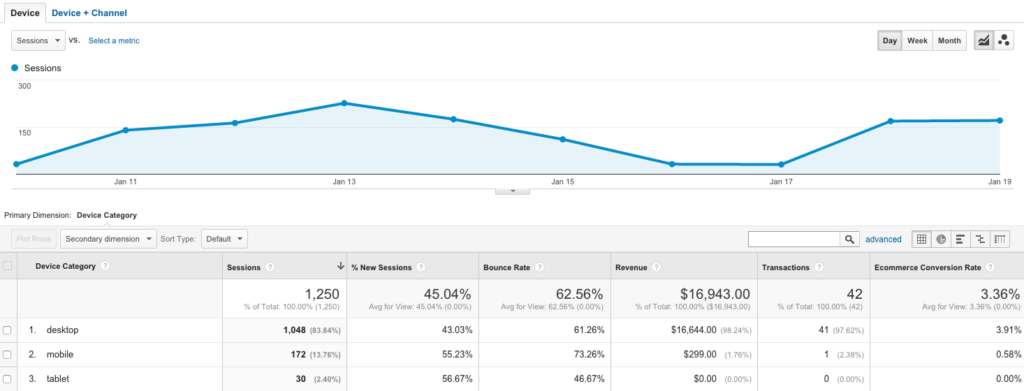 Device Device + Channel
Sessions vs. Select a metric Day Week Month
Sessions
300
150
Jan 11 Jan 13 Jan 15 Jan 17 Jan 19
Primary Dimension: Device Category
Plot Rows Secondary dimension Sort Type: Default advanced
Device Category ? Sessions ? % New Sessions ? Bounce Rate ? Revenue ? Transactions ? Ecommerce Conversion Rate ?
1,250 45.04% 62.56% $16,943.00 42 3.36%
% of Total: 100.00% (1,250) Avg for View: 45.04% (0.00%) Avg for View: 62.56% (0.00%) % of Total: 100.00% ($16,943.00) % of Total: 100.00% (42) Avg for View: 3.36% (0.00%)
1. desktop 1,048 (83.84%) 43.03% 61.26% $16,644.00 (98.24%) 41 (97.62%) 3.91%
2. mobile 172 (13.76%) 55.23% 73.26% $299.00 (1.76%) 1 (2.38%) 0.58%
3. tablet 30 (2.40%) 56.67% 46.67% $0.00 (0.00%) 0 (0.00%) 0.00%